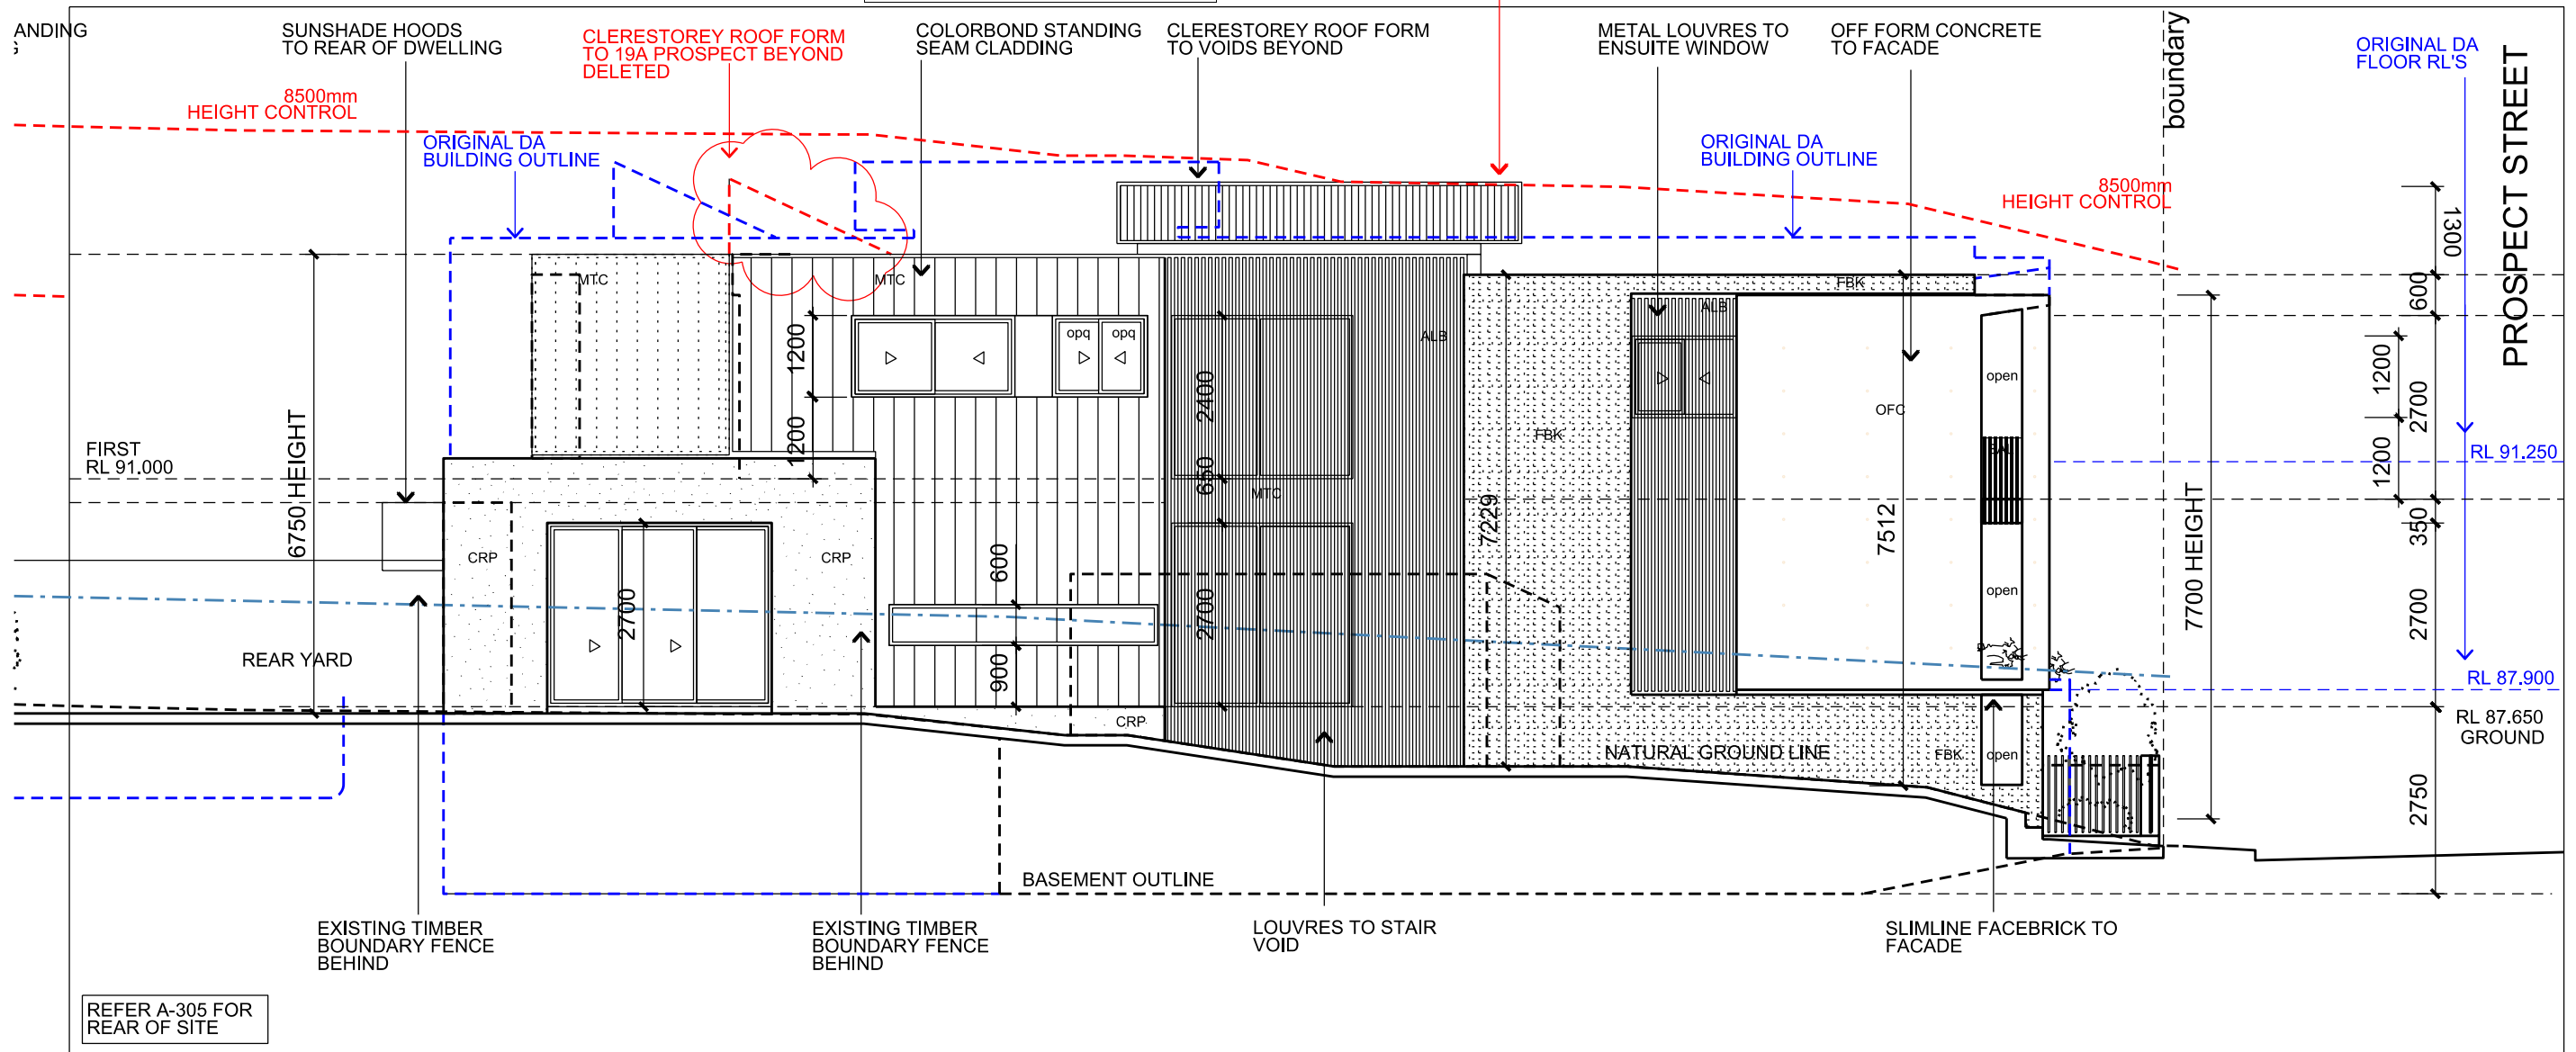 ANDING
SUNSHADE HOODS
TO REAR OF DWELLING
CLERESTOREY ROOF FORM
TO 19A PROSPECT BEYOND
DELETED
COLORBOND STANDING
SEAM CLADDING
CLERESTOREY ROOF FORM
TO VOIDS BEYOND
METAL LOUVRES TO
ENSUITE WINDOW
OFF FORM CONCRETE
TO FACADE
boundary
ORIGINAL DA
FLOOR RL'S
PROSPECT STREET
8500mm
HEIGHT CONTROL
ORIGINAL DA
BUILDING OUTLINE
ORIGINAL DA
BUILDING OUTLINE
8500mm
HEIGHT CONTROL
1300
600
2700
1200
1200
350
2700
2750
MTC
MTC
FBK
ALB
ALB
opq
opq
1200
1200
2400
650
MTC
2700
FBK
OFC
open
BAL
open
FIRST
RL 91.000
6750 HEIGHT
RL 91.250
7229
7512
7700 HEIGHT
CRP
CRP
2700
600
900
REAR YARD
RL 87.900
RL 87.650
GROUND
CRP
NATURAL GROUND LINE
FBK
open
BASEMENT OUTLINE
EXISTING TIMBER
BOUNDARY FENCE
BEHIND
EXISTING TIMBER
BOUNDARY FENCE
BEHIND
LOUVRES TO STAIR
VOID
SLIMLINE FACEBRICK TO
FACADE
REFER A-305 FOR
REAR OF SITE